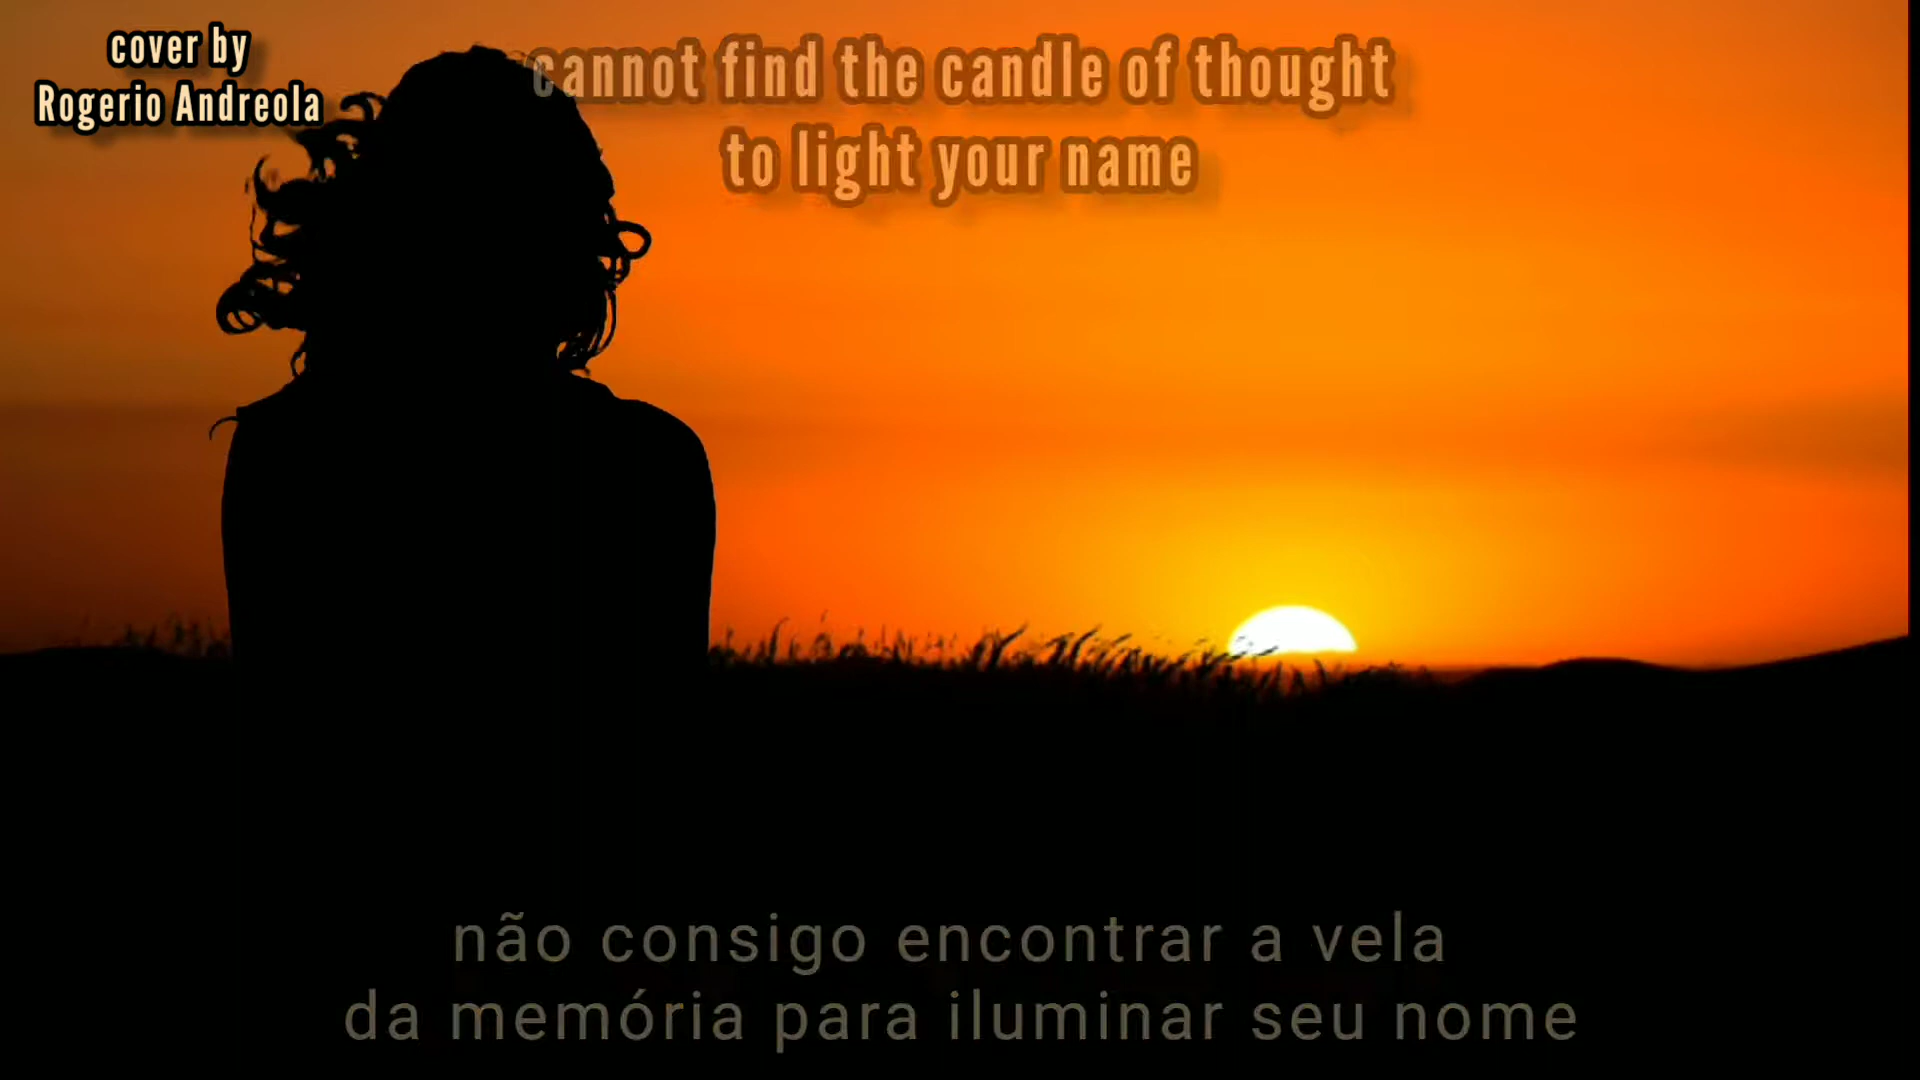 cover by
Rogerio Andreola
cannot find the candle of thought
to light your name
não consigo encontrar a vela
da memória para iluminar seu nome